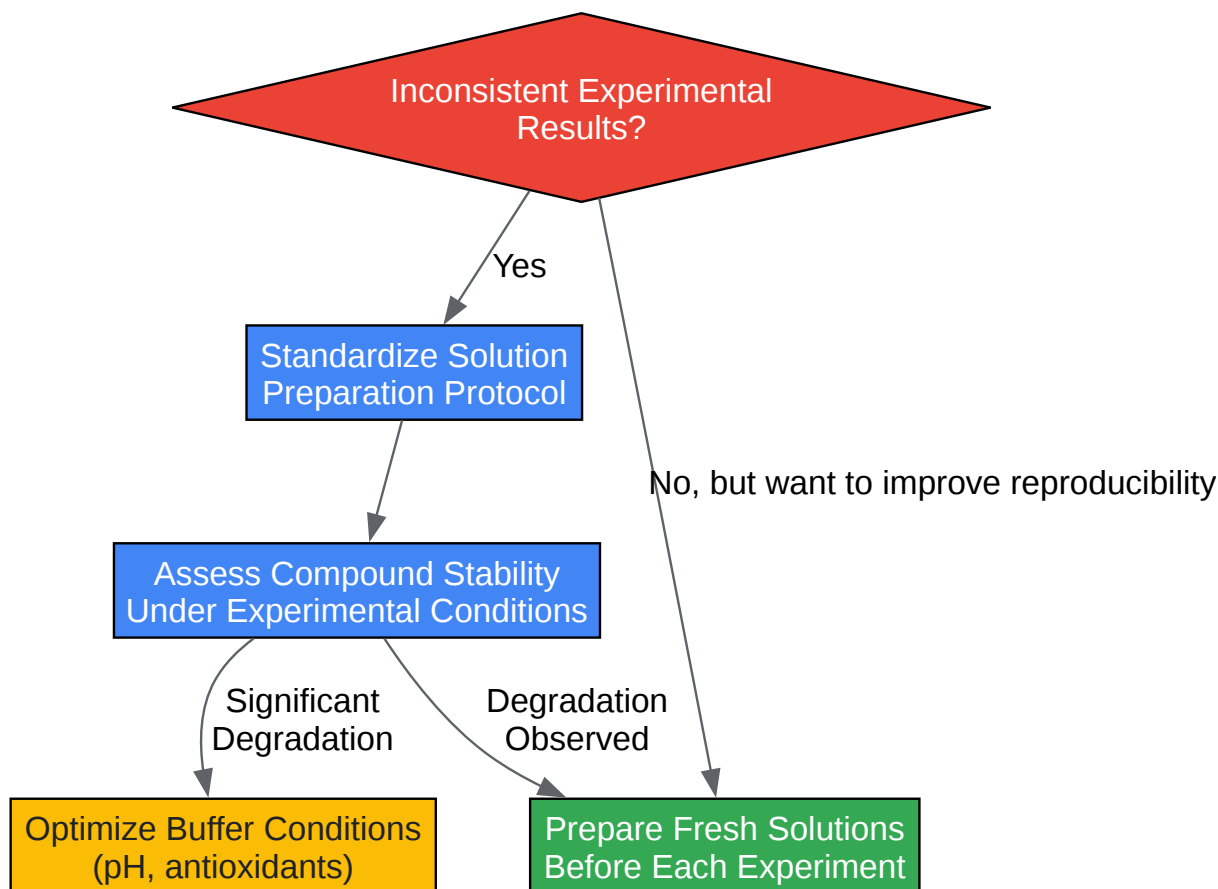 Inconsistent Experimental
Results?
Yes
Standardize Solution
Preparation Protocol
No, but want to improve reproducibility
Assess Compound Stability
Under Experimental Conditions
Significant
Degradation
Degradation
Observed
Optimize Buffer Conditions
(pH, antioxidants)
Prepare Fresh Solutions
Before Each Experiment